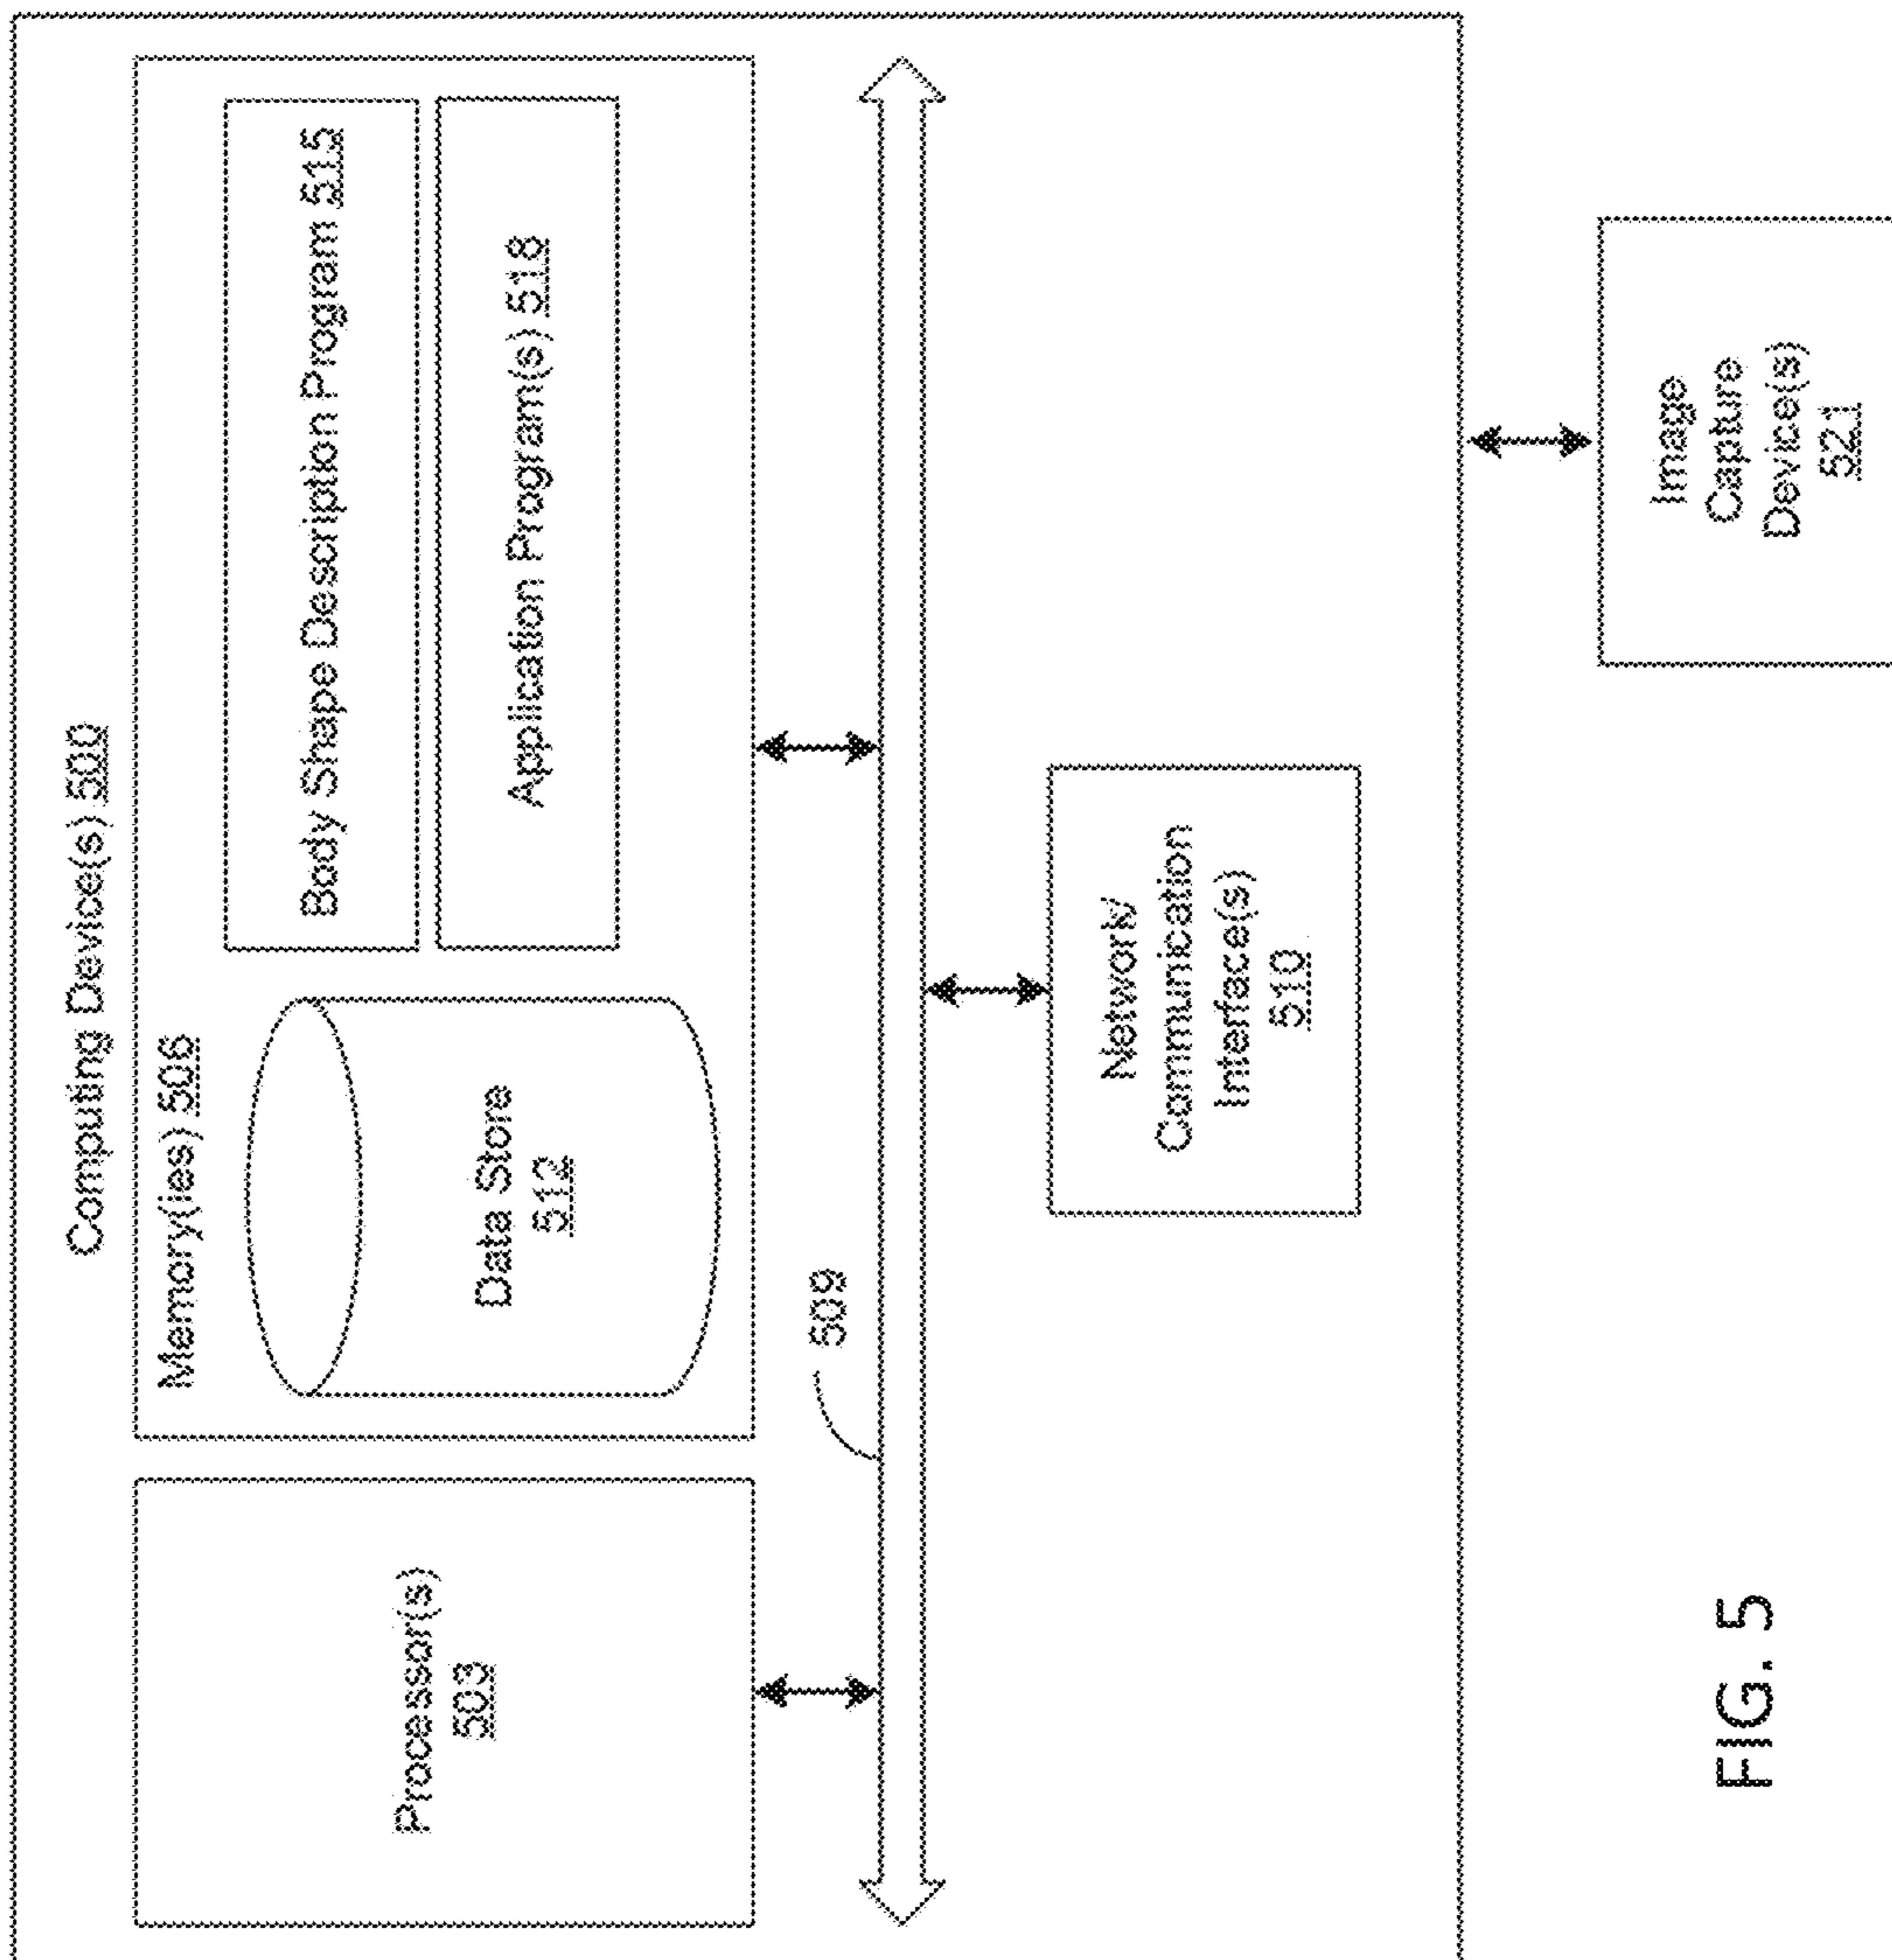 Computing Device(s) 500
Memory(ies) 506
Processor(s)
503
Data Store
512
Body Shape Description Program 515
Application Program(s) 518
509
Network
Communication
Interface(s)
510
Image
Capture
Device(s)
521
FIG. 5